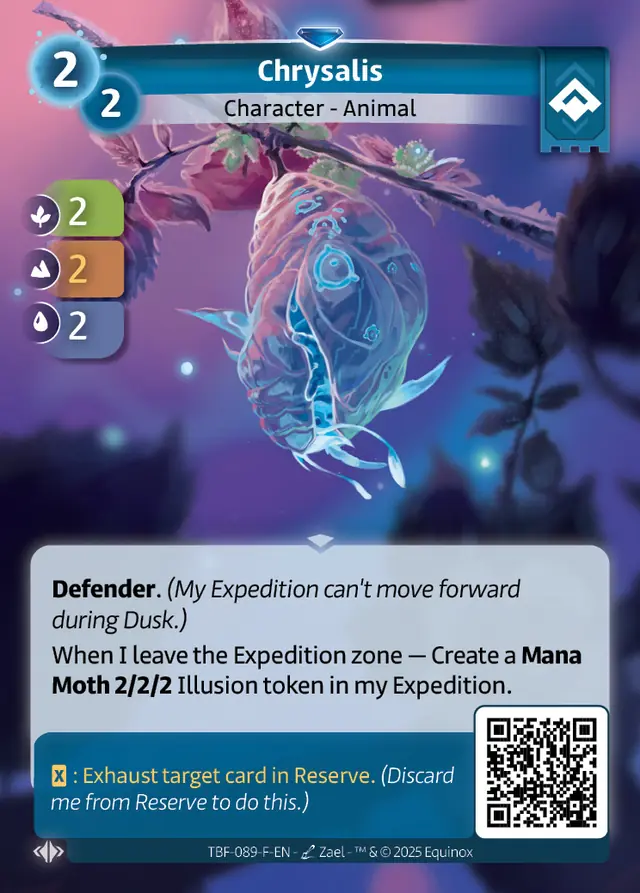 2
Chrysalis
2
Character - Animal
2
2
2
Defender. (My Expedition can't move forward
during Dusk.)
When I leave the Expedition zone — Create a Mana
Moth 2/2/2 Illusion token in my Expedition.
X : Exhaust target card in Reserve. (Discard
me from Reserve to do this.)
TBF-089-F-EN - Zael - ™ & © 2025 Equinox